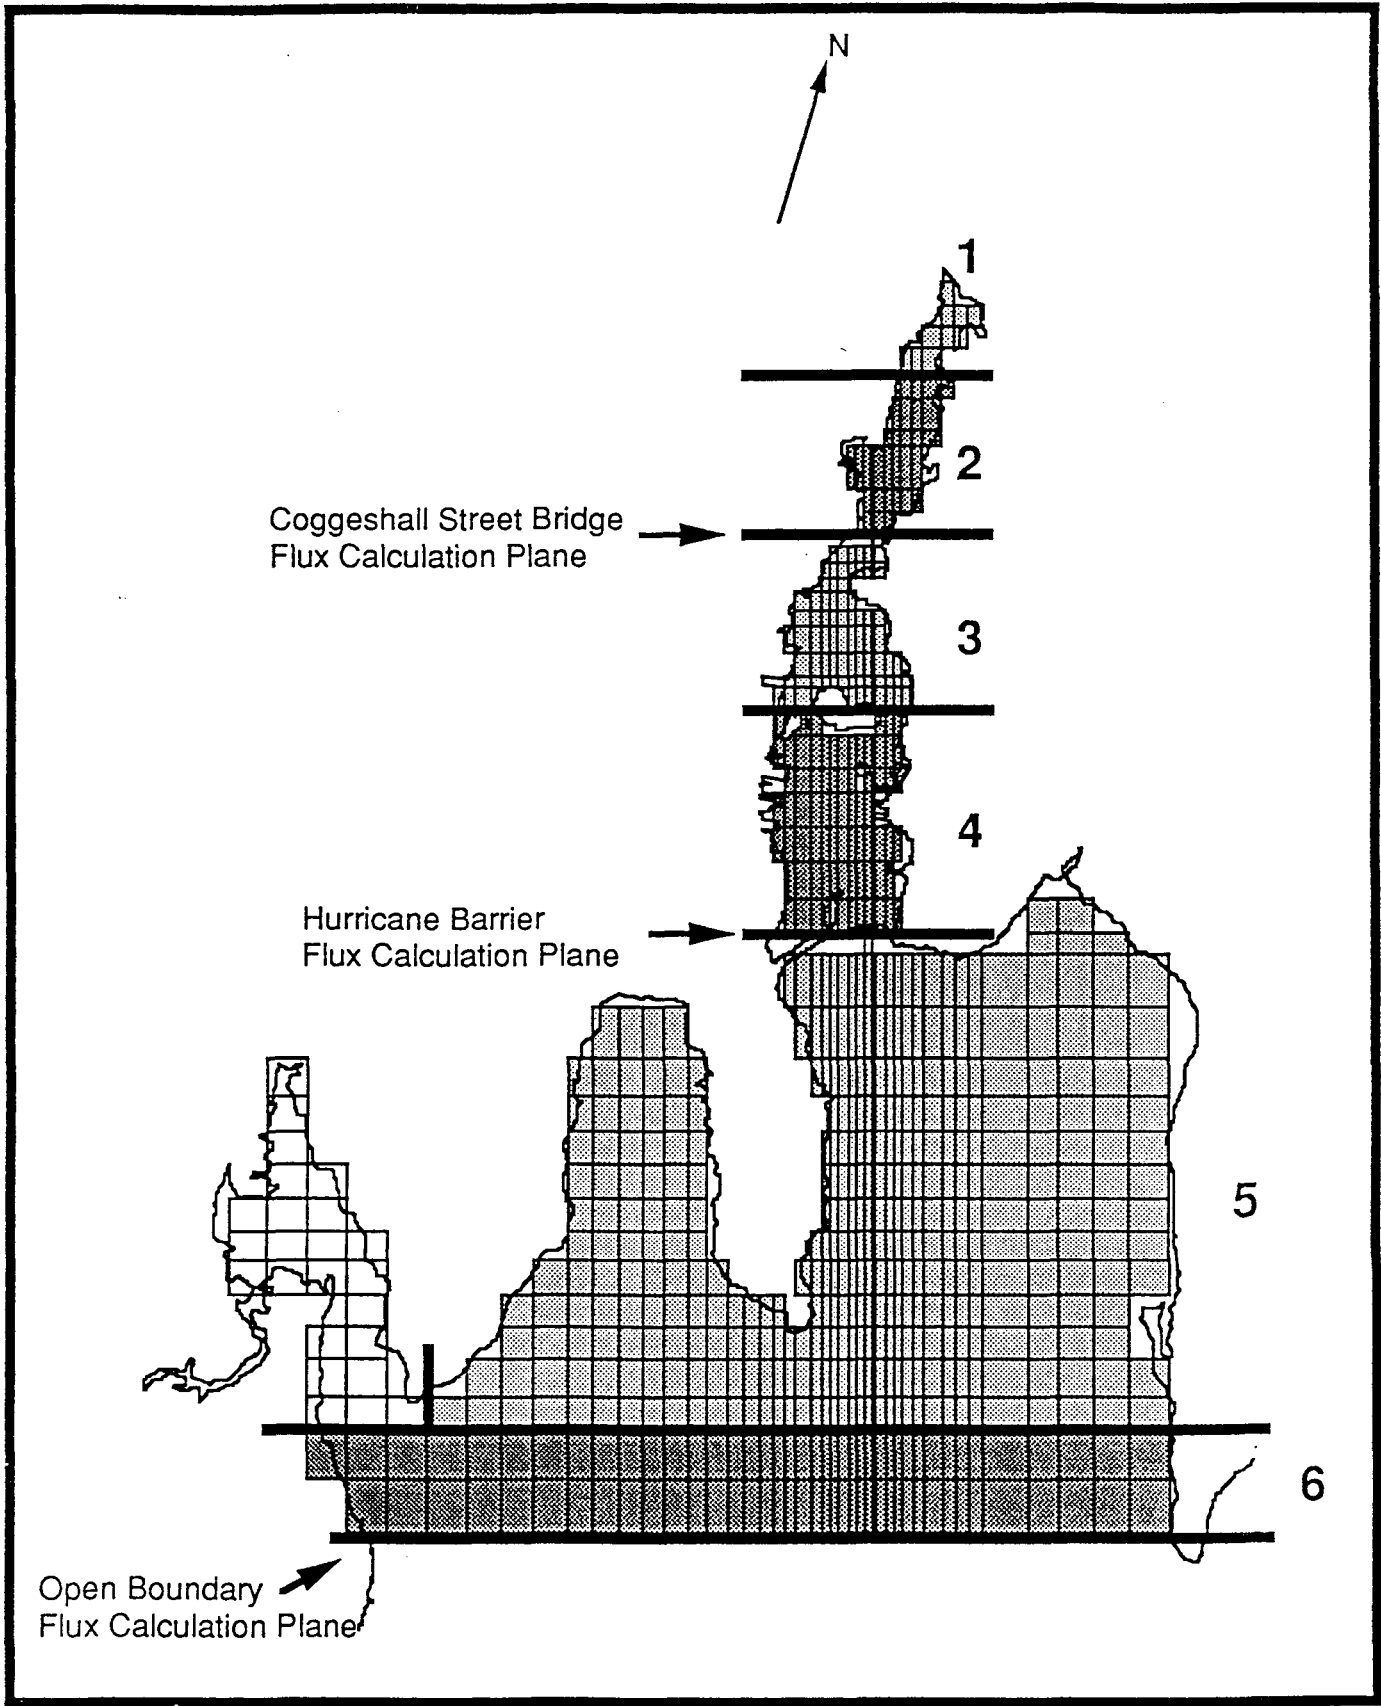 N
1
2
Coggeshall Street Bridge
Flux Calculation Plane
3
4
Hurricane Barrier
Flux Calculation Plane
5
6
Open Boundary
Flux Calculation Plane